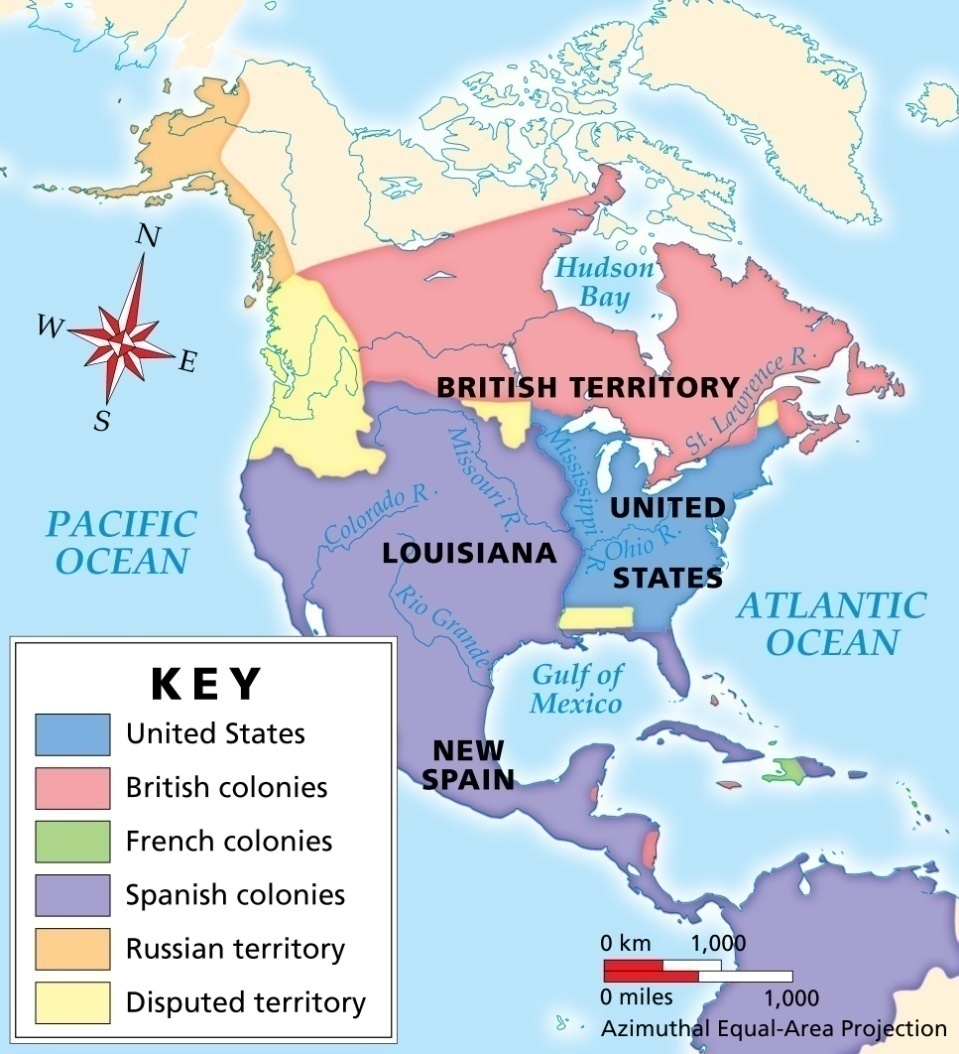 N
W
E
S
Hudson
Bay
BRITISH TERRITORY
St. Lawrence R.
Missouri R.
Mississippi R.
UNITED
STATES
Ohio R.
Colorado R.
LOUISIANA
Rio Grande
PACIFIC
OCEAN
ATLANTIC
OCEAN
Gulf of
Mexico
NEW
SPAIN
KEY
United States
British colonies
French colonies
Spanish colonies
Russian territory
Disputed territory
0 km 1,000
0 miles 1,000
Azimuthal Equal-Area Projection